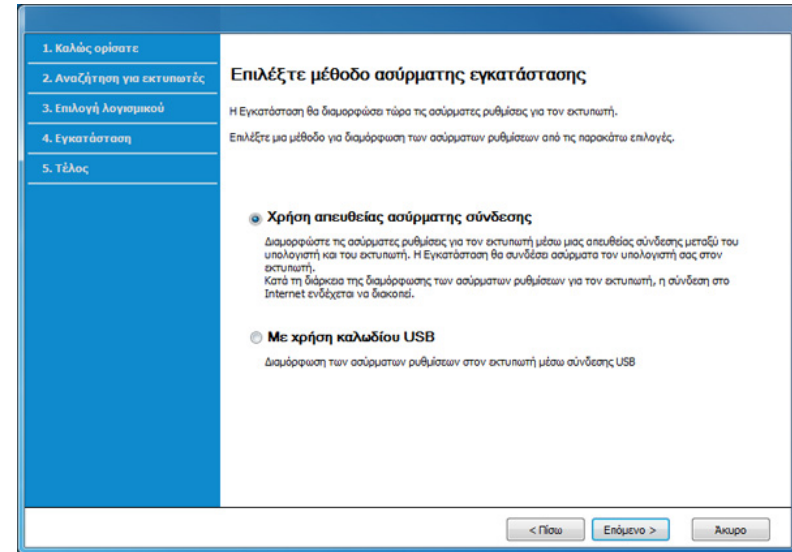 1. Καλώς ορίσατε
2. Αναζήτηση για εκτυπωτές
3. Επιλογή λογισμικού
4. Εγκατάσταση
5. Τέλος
Επιλέξτε μέθοδο ασύρματης εγκατάστασης
Η Εγκατάσταση θα διαμορφώσει τώρα τις ασύρματες ρυθμίσεις για τον εκτυπωτή.
Επιλέξτε μια μέθοδο για διαμόρφωση των ασύρματων ρυθμίσεων από τις παρακάτω επιλογές.
Χρήση απευθείας ασύρματης σύνδεσης
Διαμορφώστε τις ασύρματες ρυθμίσεις για τον εκτυπωτή μέσω μιας απευθείας σύνδεσης μεταξύ του
υπολογιστή και του εκτυπωτή. Η Εγκατάσταση θα συνδέσει ασύρματα τον υπολογιστή σας στον
εκτυπωτή.
Κατά τη διάρκεια της διαμόρφωσης των ασύρματων ρυθμίσεων για τον εκτυπωτή, η σύνδεση στο
Internet ενδέχεται να διακοπεί.
Με χρήση καλωδίου USB
Διαμόρφωση των ασύρματων ρυθμίσεων στον εκτυπωτή μέσω σύνδεσης USB
< Πίσω
Επόμενο >
Άκυρο